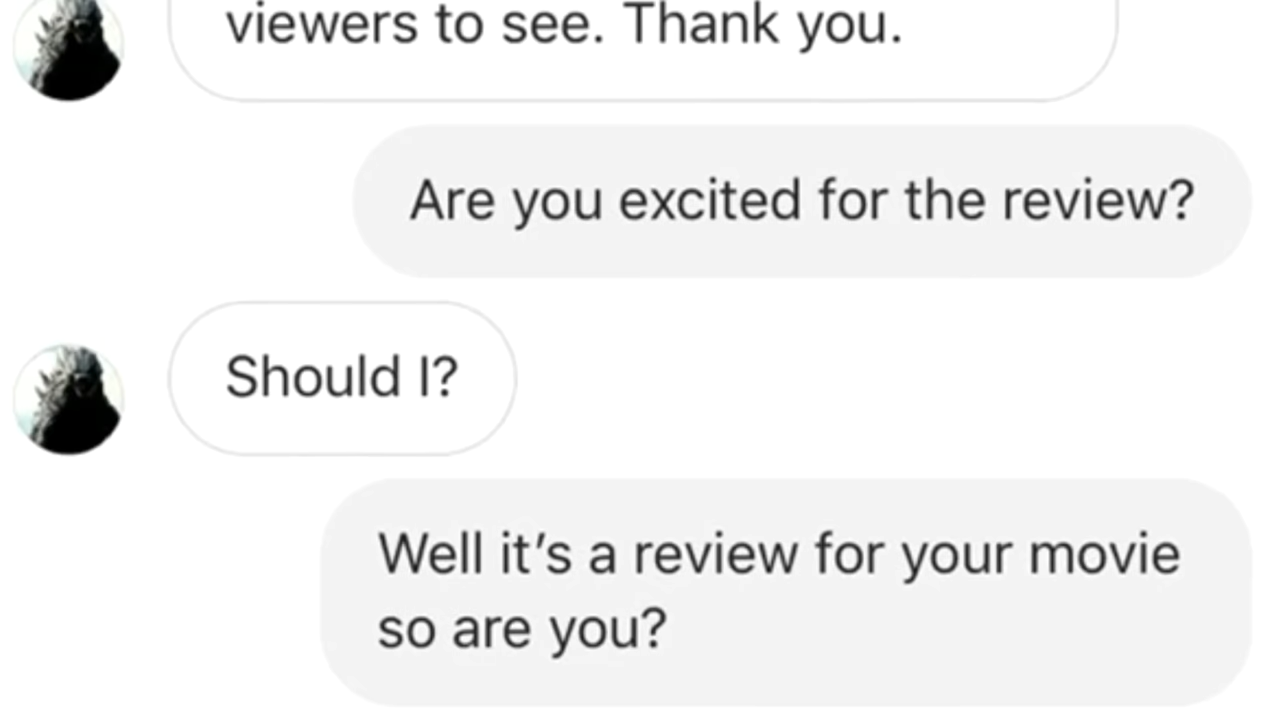 viewers to see. Thank you.
Are you excited for the review?
Should I?
Well it’s a review for your movie
so are you?